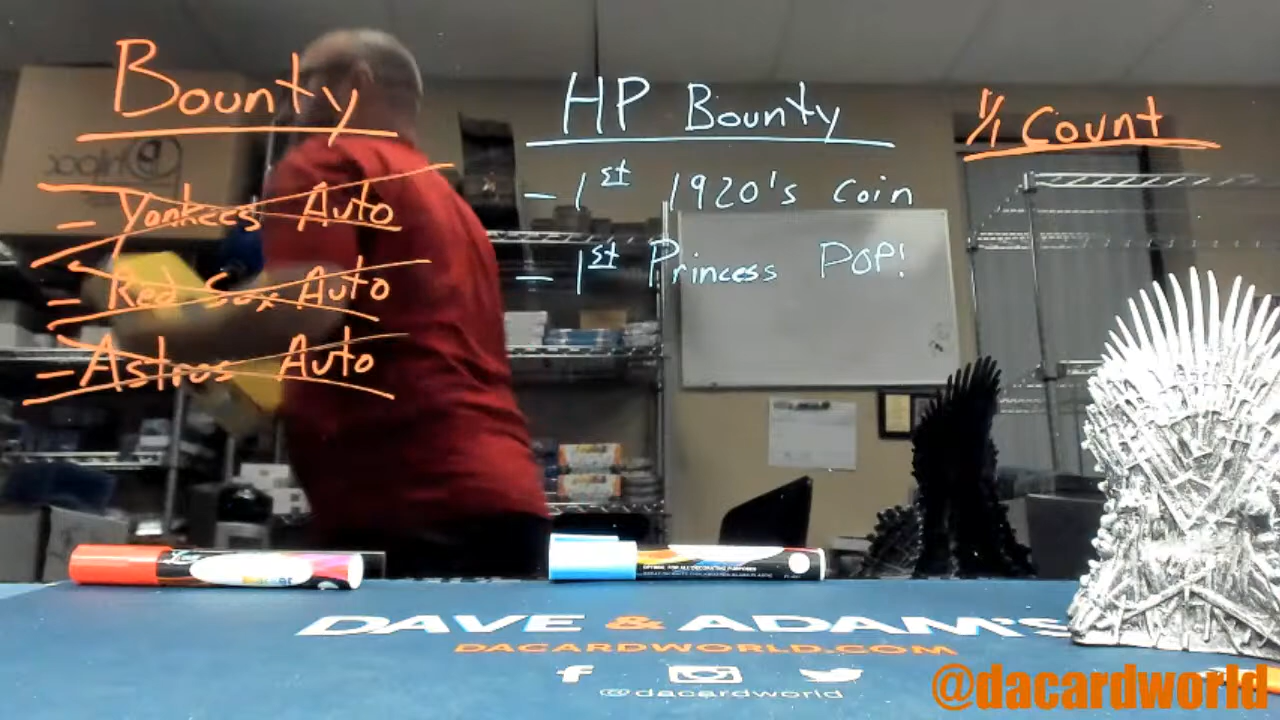 Bounty
- Yankees Auto
- Red Sox Auto
- Astros Auto
HP Bounty
- 1st 1920's Coin
- 1st Princess POP!
1/1 Count
DAVE & ADAM'S
DACARDWORLD.COM
@dacardworld
@dacardworld